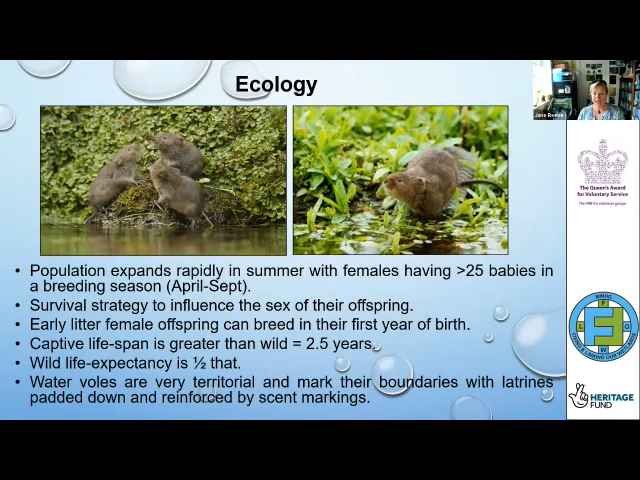 Ecology
Jane Reeve
The Queen's Award
for Voluntary Service
The MBE for volunteer groups
• Population expands rapidly in summer with females having >25 babies in
a breeding season (April-Sept).
• Survival strategy to influence the sex of their offspring.
• Early litter female offspring can breed in their first year of birth.
• Captive life-span is greater than wild = 2.5 years.
• Wild life-expectancy is ½ that.
• Water voles are very territorial and mark their boundaries with latrines
padded down and reinforced by scent markings.
F
L
O
W
HERITAGE
FUND